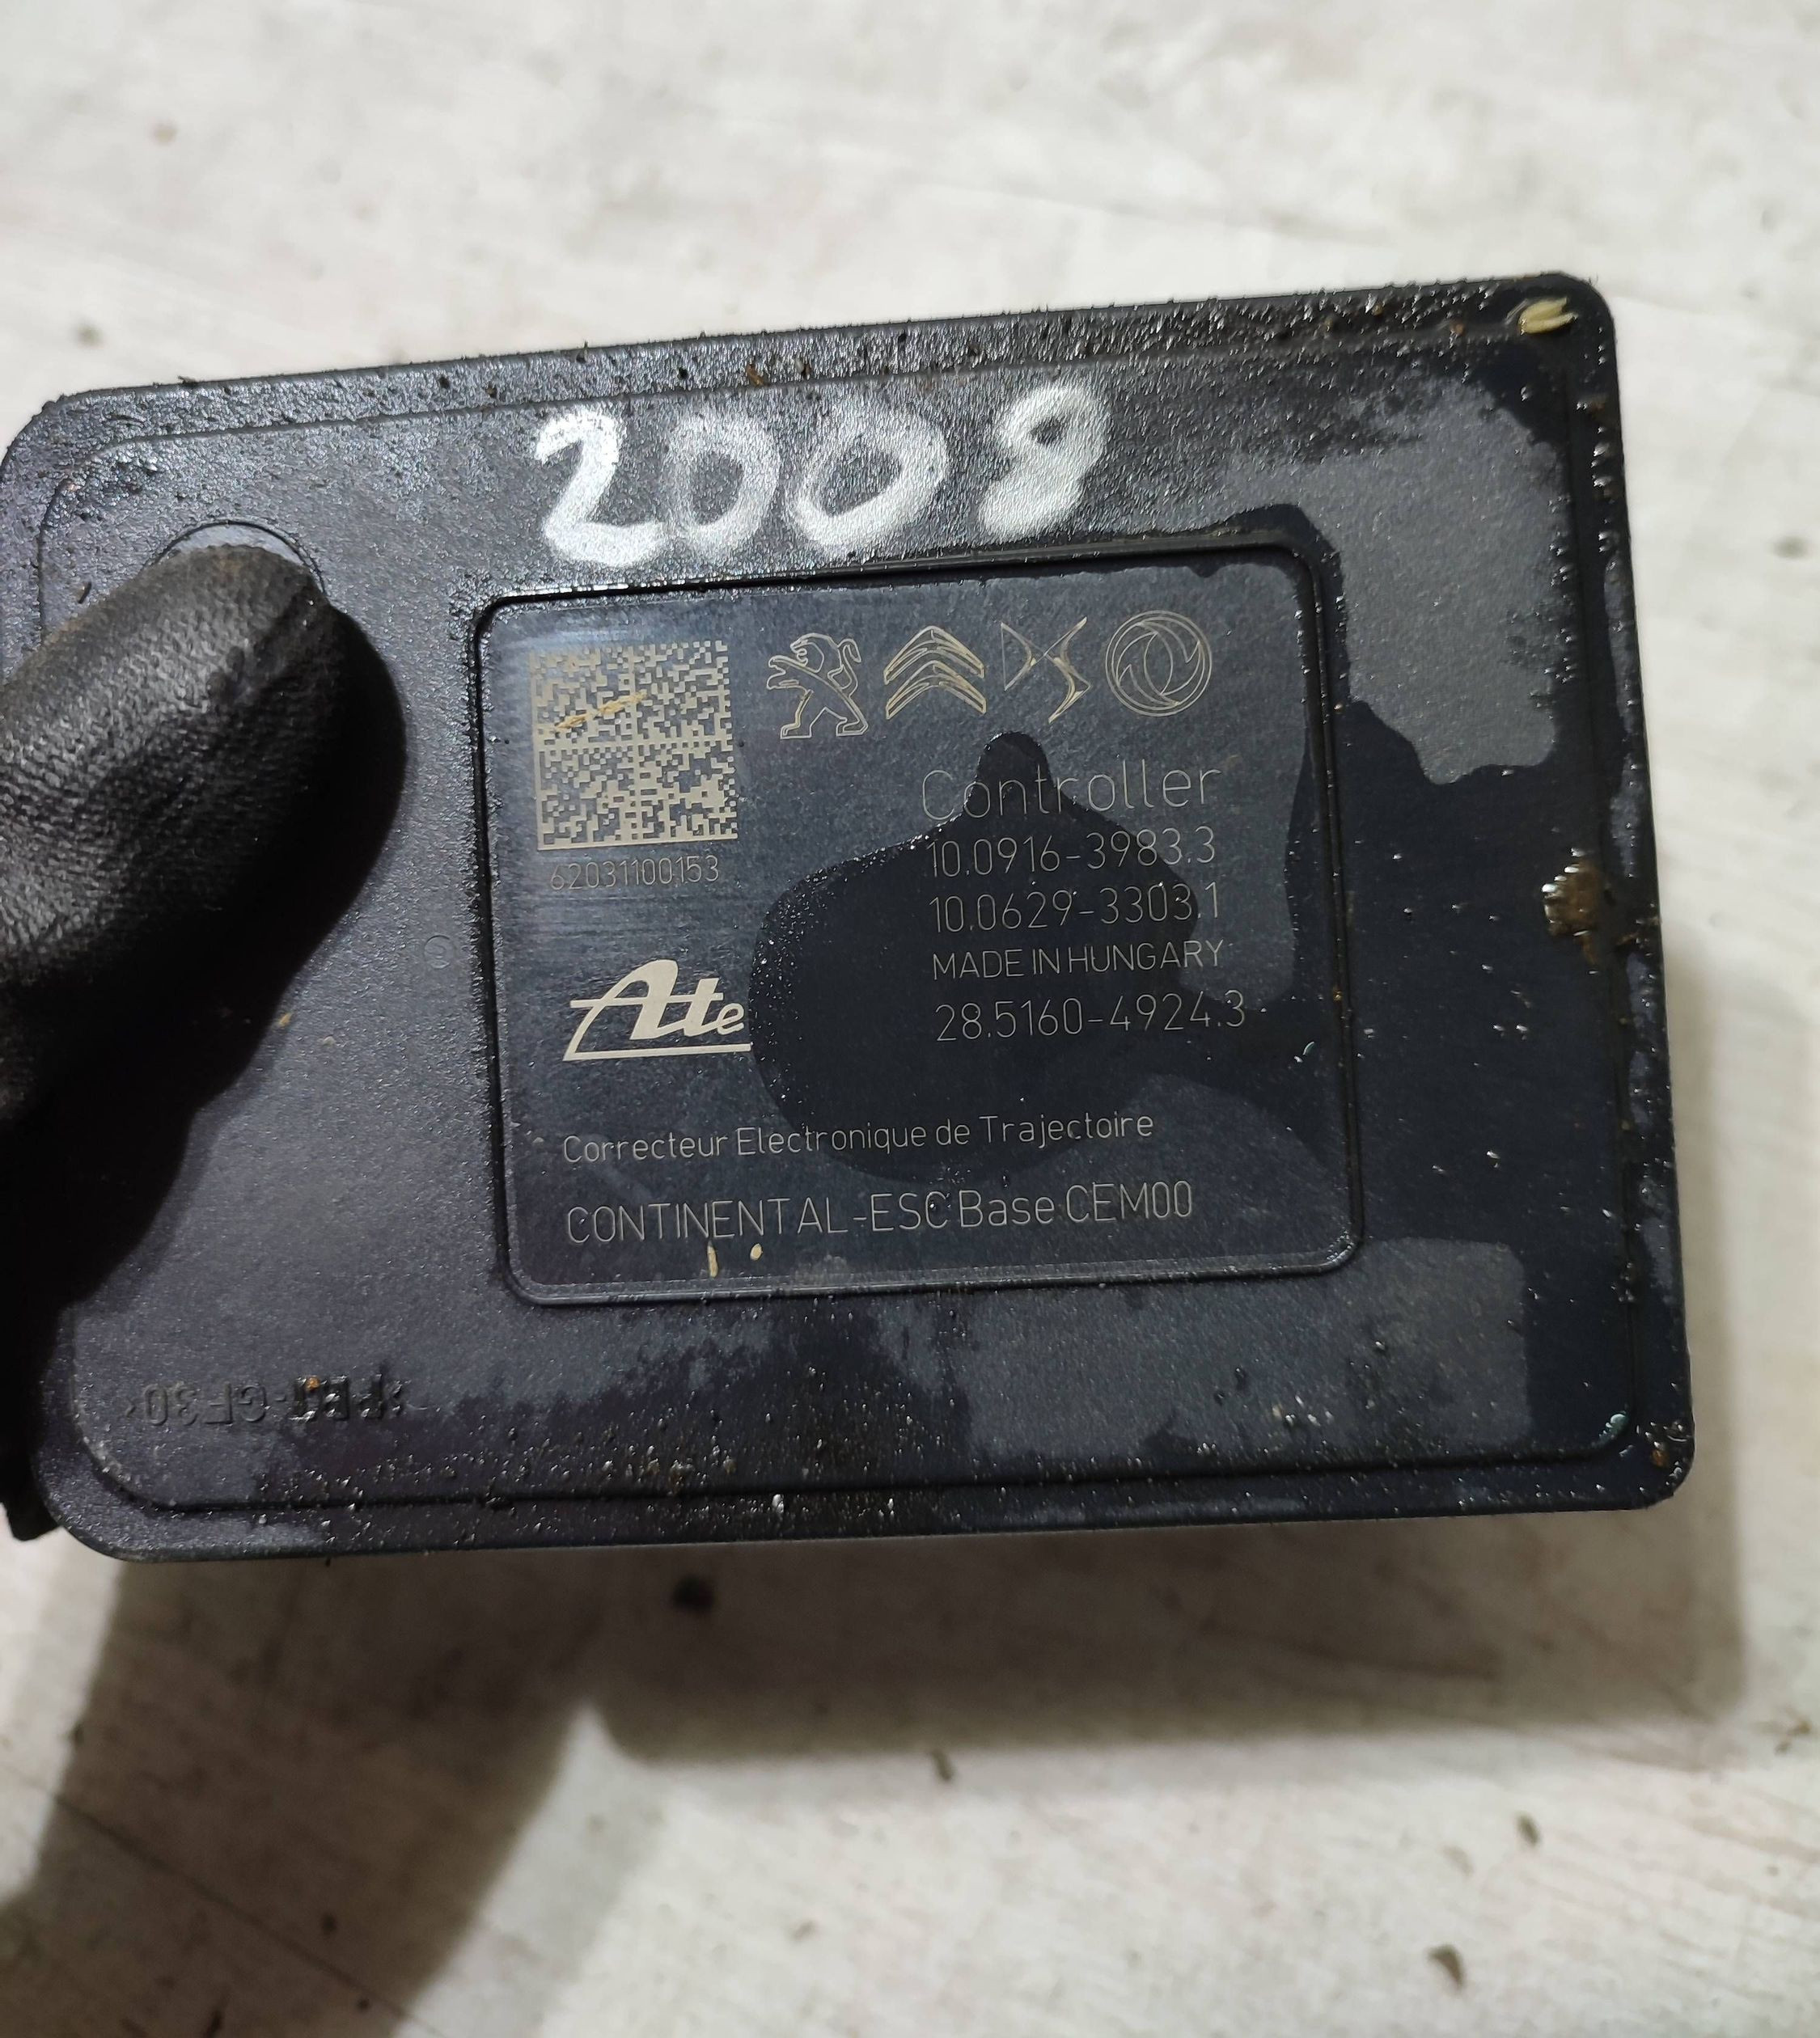 2008
DS
Controller
10.0916-3983.3
62031100153
10.0629-3303.1
MADE IN HUNGARY
Ate
28.5160-4924.3
Correcteur Electronique de Trajectoire
CONTINENTAL-ESC Base CEM00